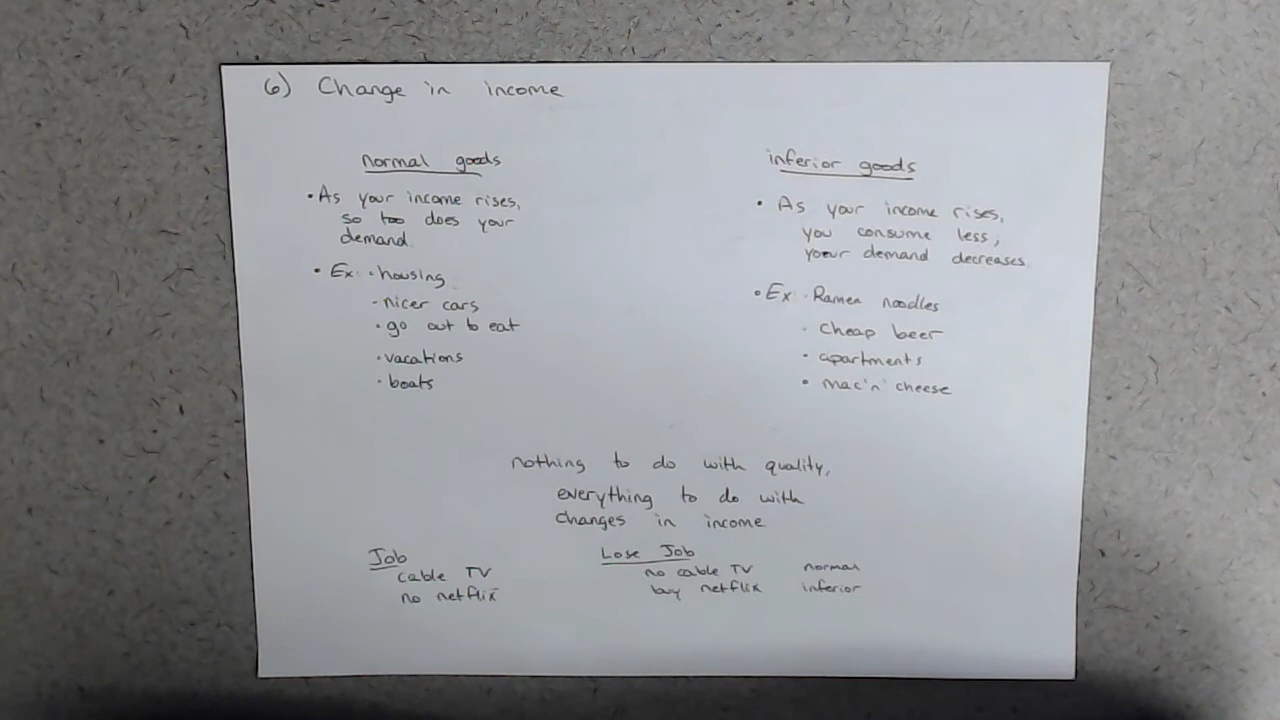 6) Change in income
normal goods
• As your income rises,
so too does your
demand.
• Ex: • housing
• nicer cars
• go out to eat
• vacations
• boats
inferior goods
• As your income rises,
you consume less,
your demand decreases.
• Ex: • Ramen noodles
• cheap beer
• apartments
• mac 'n' cheese
nothing to do with quality,
everything to do with
changes in income
Job
cable TV
no netflix
Lose Job
no cable TV normal
buy netflix inferior